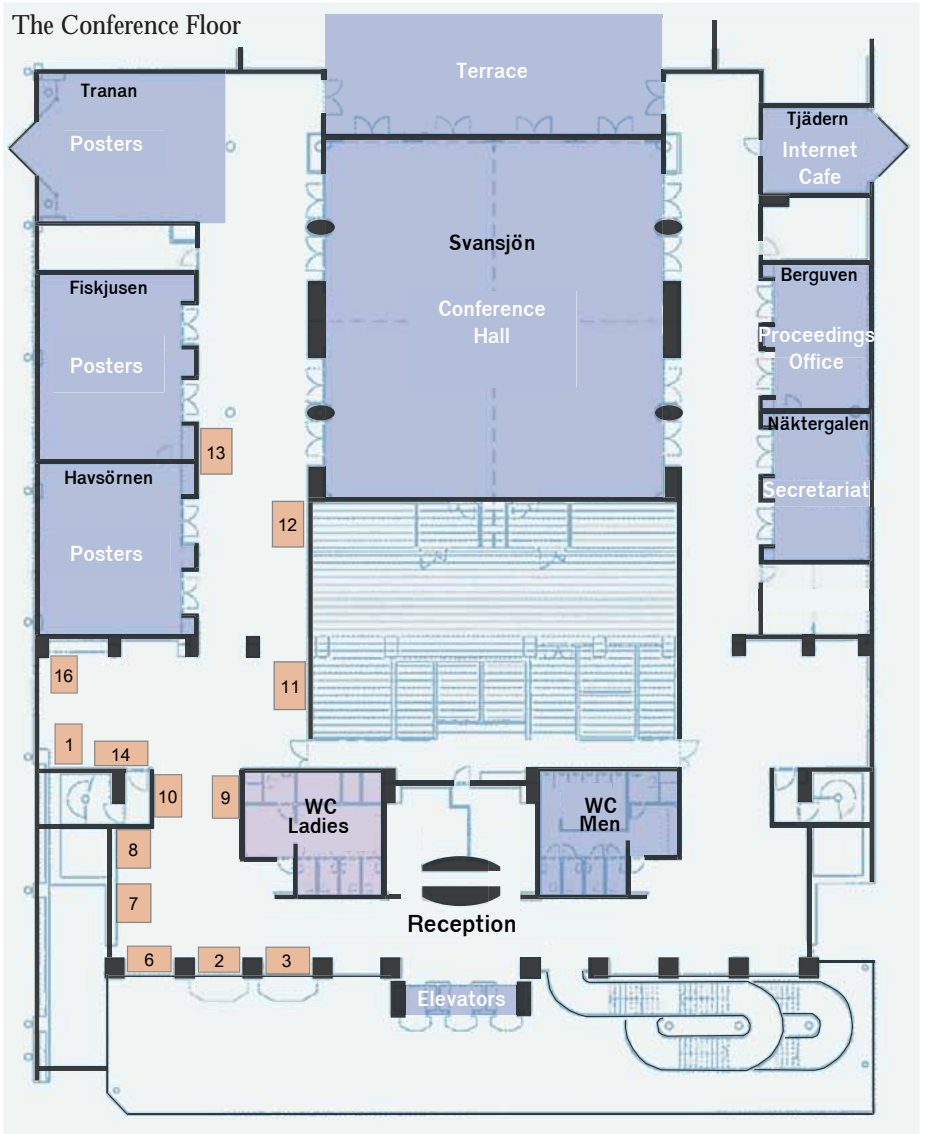 The Conference Floor
Terrace
Tranan
Posters
Tjädern
Internet
Cafe
Svansjön
Conference
Hall
Fiskjusen
Posters
Berguven
Proceedings
Office
Näktergalen
Secretariat
13
Havsörnen
Posters
12
16
11
1
14
10
9
WC
Ladies
WC
Men
8
7
Reception
6
2
3
Elevators